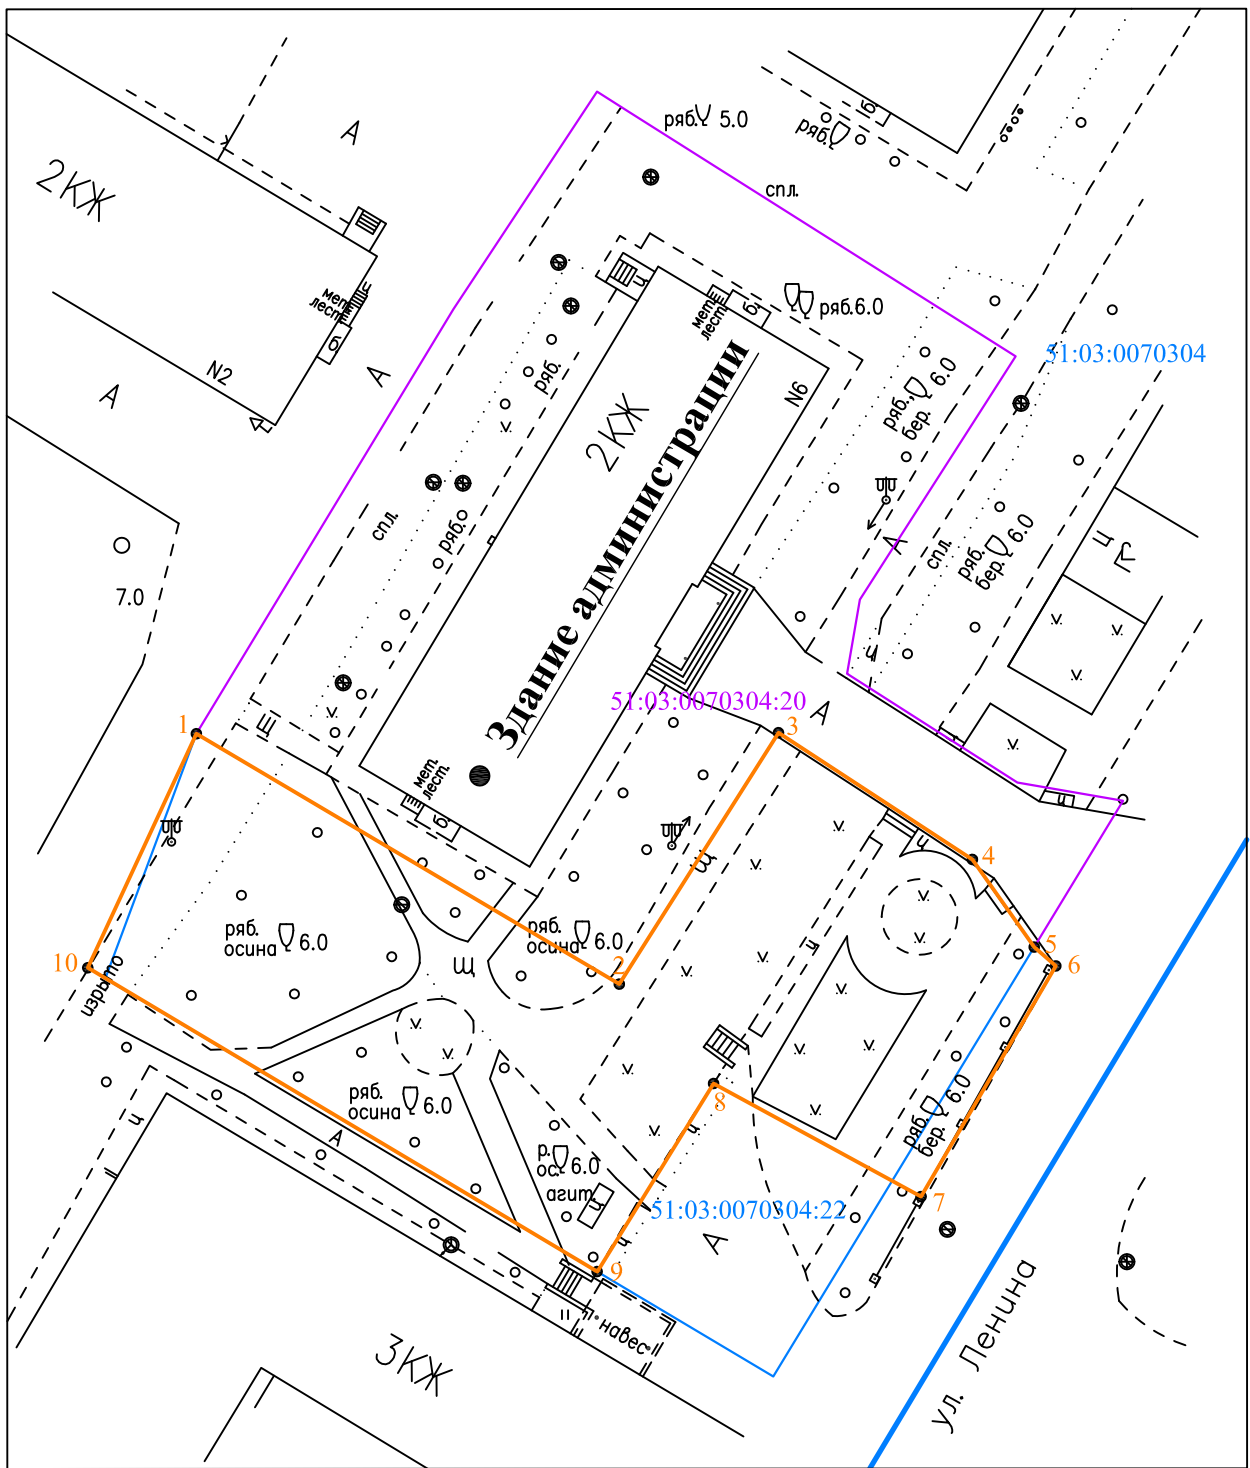 ряб. 5.0
ряб.
б
А
2КЖ
спл.
мет.
лест.
б
N2
А
А
ц
мет.
лест.
б
ряб.6.0
51:03:0070304
ряб.
2КЖ
N6
ряб. 6.0
бер.
спл.
ряб.
А
спл.
ряб. 6.0
бер.
7.0
Здание администрации
51:03:0070304:20
А
1
Ш
3
мет.
лест.
б
ц
Щ
4
ряб. 6.0
осина
ряб. 6.0
осина
5
6
10
2
изрыто
Щ
ц
8
ряб. 6.0
осина
ряб. 6.0
бер.
А
р.
ос. 6.0
агит.
7
51:03:0070304:22
А
9
навес
3КЖ
ул. Ленина